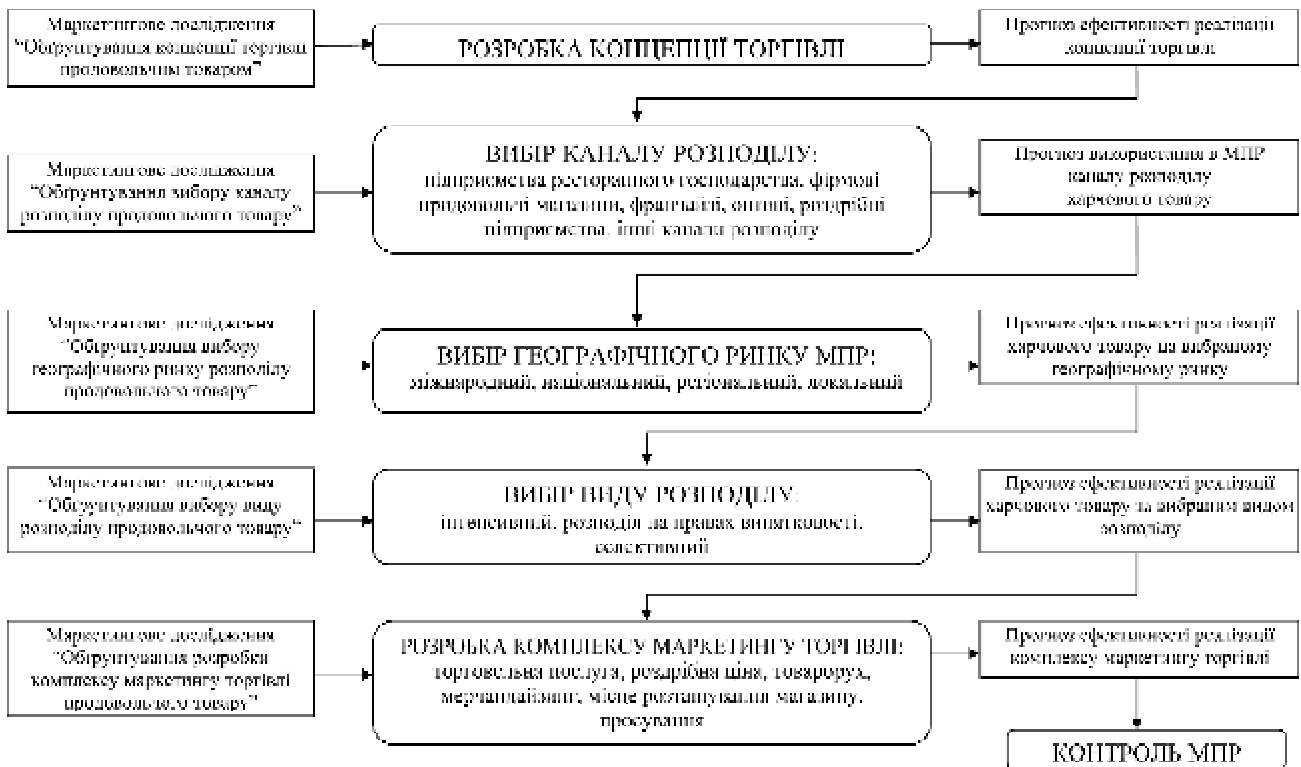 Маркетингове дослідження
“Обґрунтування концепції торгівлі
продовольчим товаром”
РОЗРОБКА КОНЦЕПЦІЇ ТОРГІВЛІ
Прогноз ефективності реалізації
концепції торгівлі
Маркетингове дослідження
“Обґрунтування вибору каналу
розподілу продовольчого товару”
ВИБІР КАНАЛУ РОЗПОДІЛУ:
підприємства ресторанного господарства, фірмові
продовольчі магазини, франчайзі, оптові, роздрібні
підприємства, інші канали розподілу
Прогноз використання в МПР
каналу розподілу
харчового товару
Маркетингове дослідження
“Обґрунтування вибору
географічного ринку розподілу
продовольчого товару”
ВИБІР ГЕОГРАФІЧНОГО РИНКУ МПР:
міжнародний, національний, регіональний, локальний
Прогноз ефективності реалізації
харчового товару на вибраному
географічному ринку
Маркетингове дослідження
“Обґрунтування вибору виду
розподілу продовольчого товару”
ВИБІР ВИДУ РОЗПОДІЛУ:
інтенсивний, розподіл на правах винятковості,
селективний
Прогноз ефективності реалізації
харчового товару за вибраним видом
розподілу
Маркетингове дослідження
“Обґрунтування розробки
комплексу маркетингу торгівлі
продовольчого товару”
РОЗРОБКА КОМПЛЕКСУ МАРКЕТИНГУ ТОРГІВЛІ:
торговельна послуга, роздрібна ціна, товарорух,
мерчандайзинг, місце розташування магазину,
просування
Прогноз ефективності реалізації
комплексу маркетингу торгівлі
КОНТРОЛЬ МПР